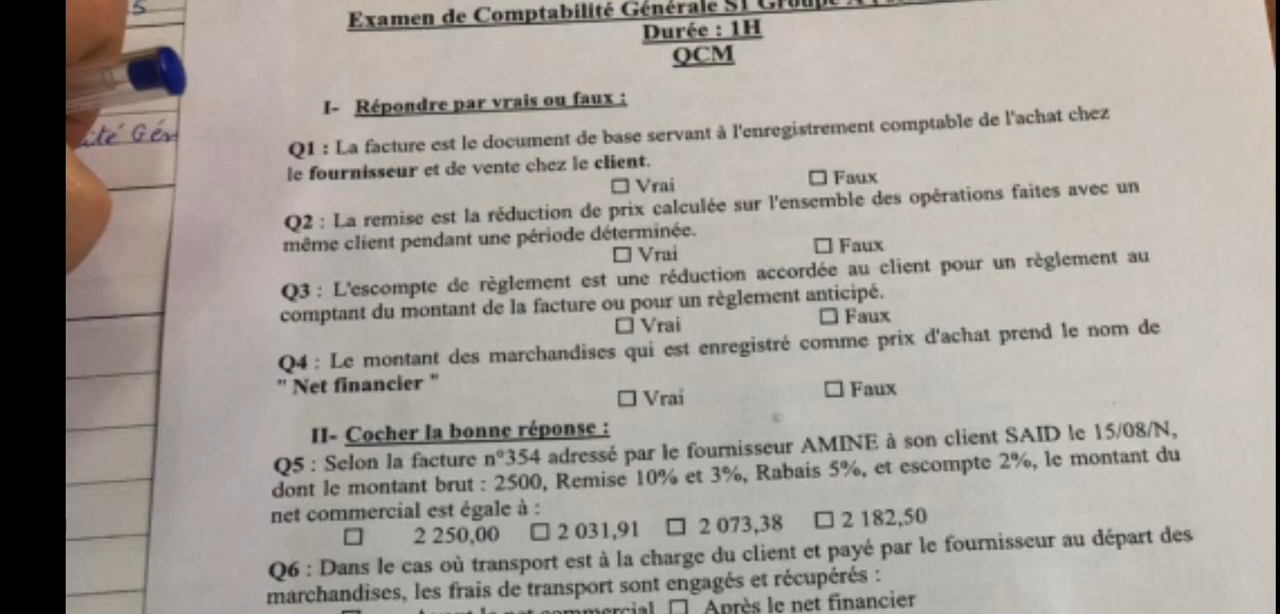 s
Examen de Comptabilité Générale S1 Groupe A
Durée : 1H
QCM
I- Répondre par vrais ou faux :
ité Gén
Q1 : La facture est le document de base servant à l'enregistrement comptable de l'achat chez
le fournisseur et de vente chez le client.
☐ Vrai ☐ Faux
Q2 : La remise est la réduction de prix calculée sur l'ensemble des opérations faites avec un
même client pendant une période déterminée.
☐ Vrai ☐ Faux
Q3 : L'escompte de règlement est une réduction accordée au client pour un règlement au
comptant du montant de la facture ou pour un règlement anticipé.
☐ Vrai ☐ Faux
Q4 : Le montant des marchandises qui est enregistré comme prix d'achat prend le nom de
" Net financier "
☐ Vrai ☐ Faux
II- Cocher la bonne réponse :
Q5 : Selon la facture n°354 adressé par le fournisseur AMINE à son client SAID le 15/08/N,
dont le montant brut : 2500, Remise 10% et 3%, Rabais 5%, et escompte 2%, le montant du
net commercial est égale à :
☐ 2 250,00 ☐ 2 031,91 ☐ 2 073,38 ☐ 2 182,50
Q6 : Dans le cas où transport est à la charge du client et payé par le fournisseur au départ des
marchandises, les frais de transport sont engagés et récupérés :
☐ Avant le net commercial ☐ Après le net financier